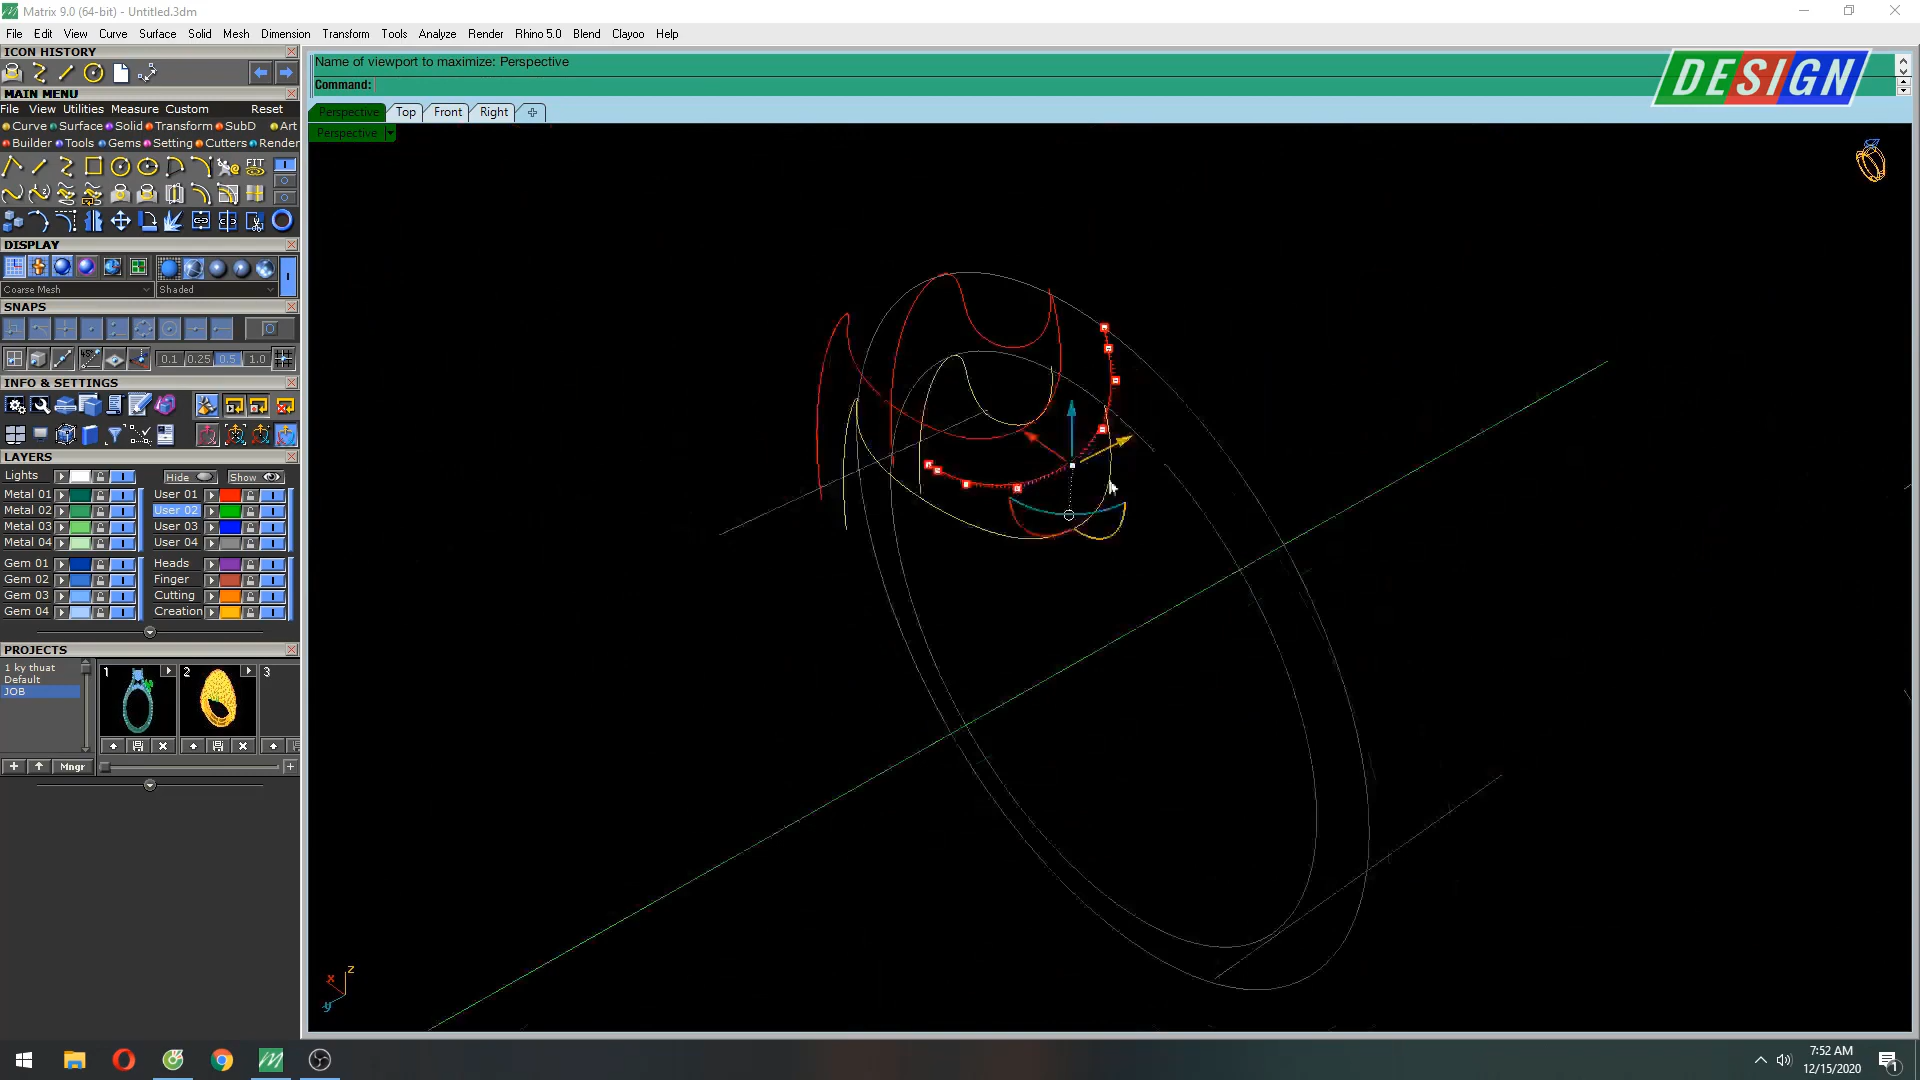 Matrix 9.0 (64-bit) - Untitled.3dm
File Edit View Curve Surface Solid Mesh Dimension Transform Tools Analyze Render Rhino 5.0 Blend Clayoo Help
ICON HISTORY
MAIN MENU
File View Utilities Measure Custom Reset
Curve Surface Solid Transform SubD Art
Builder Tools Gems Setting Cutters Render
FIT
DISPLAY
Coarse Mesh Shaded
SNAPS
0.1 0.25 0.5 1.0
INFO & SETTINGS
LAYERS
Lights Hide Show
Metal 01 User 01
Metal 02 User 02
Metal 03 User 03
Metal 04 User 04
Gem 01 Heads
Gem 02 Finger
Gem 03 Cutting
Gem 04 Creation
PROJECTS
1 ky thuat
Default
JOB
1 2 3
Mngr
Name of viewport to maximize: Perspective
Command:
DESIGN
Perspective Top Front Right
Perspective
x z
y
7:52 AM
12/15/2020
1